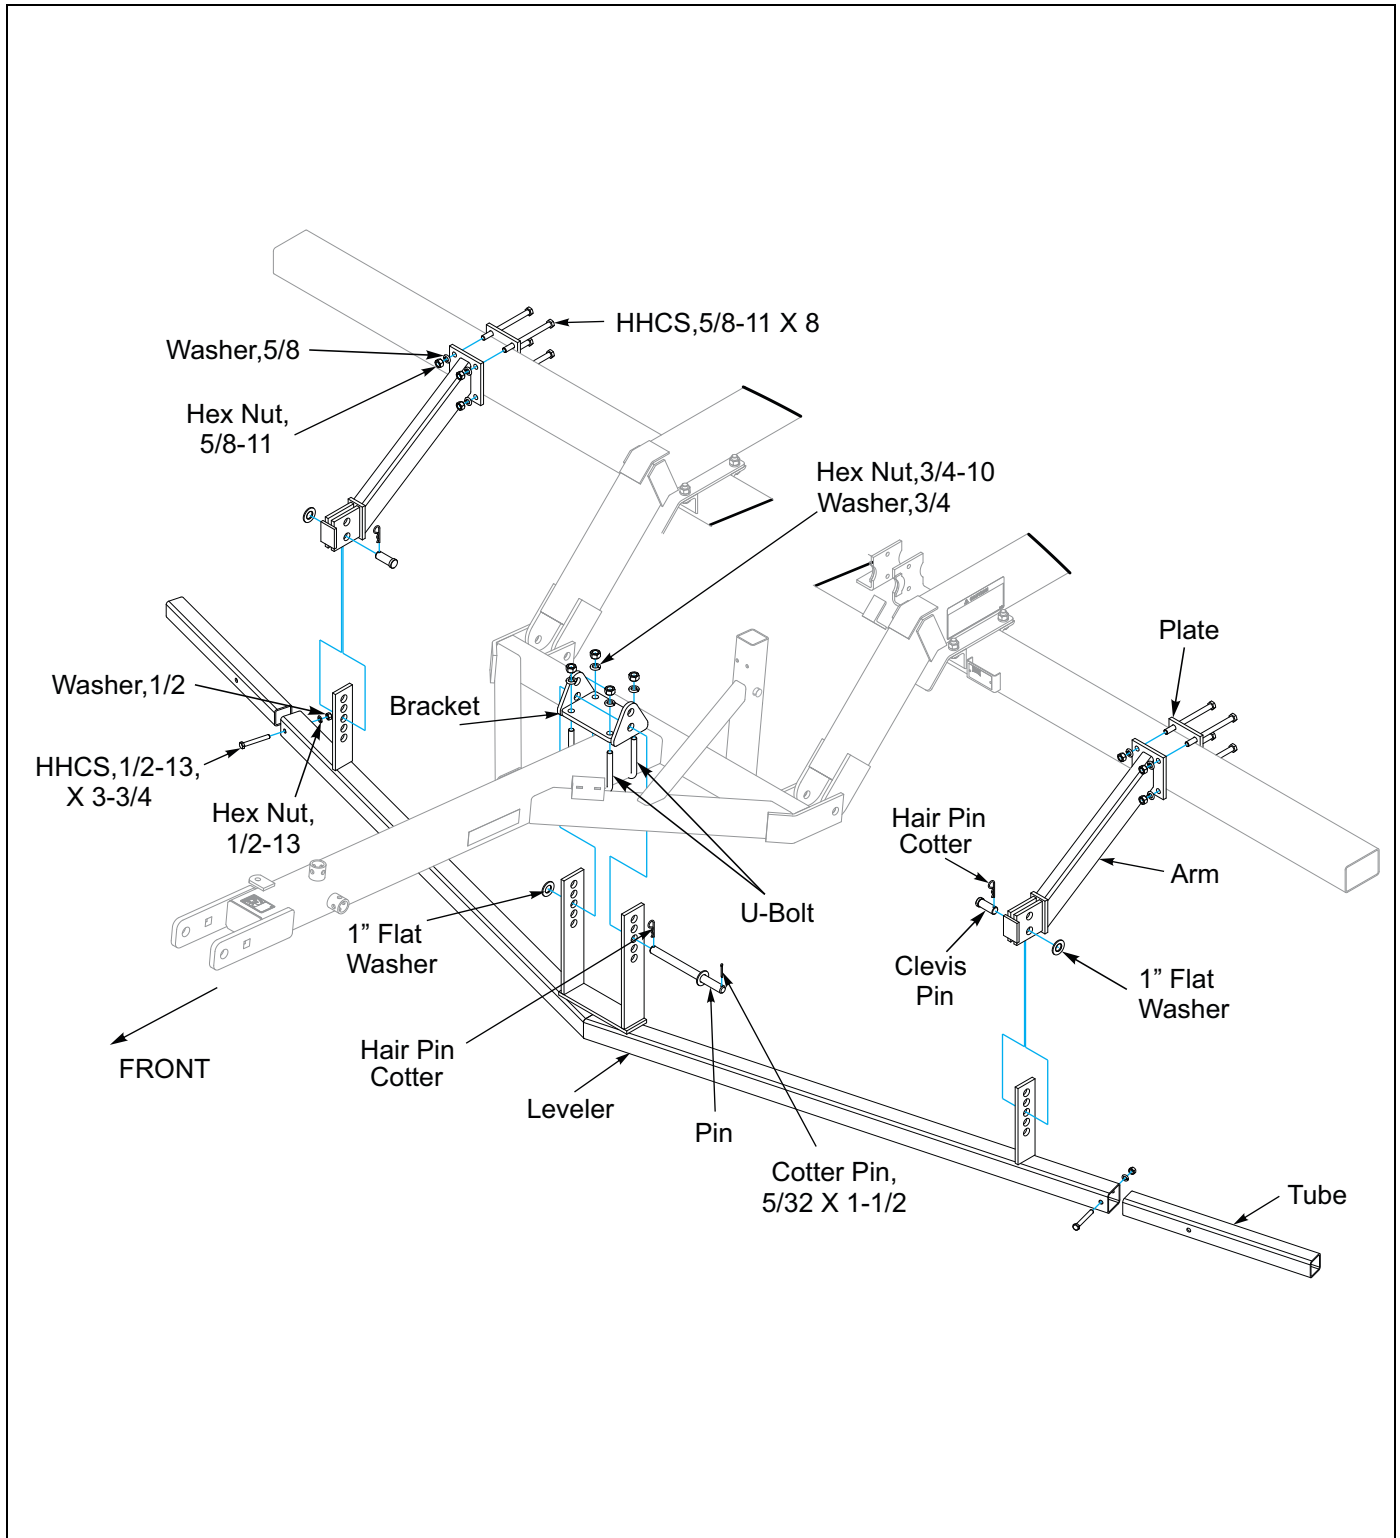 HHCS,5/8-11 X 8
Washer,5/8
Hex Nut,
5/8-11
Hex Nut,3/4-10
Washer,3/4
Plate
Washer,1/2
Bracket
HHCS,1/2-13,
X 3-3/4
Hex Nut,
1/2-13
Hair Pin
Cotter
Arm
U-Bolt
1” Flat
Washer
Clevis
Pin
1” Flat
Washer
FRONT
Hair Pin
Cotter
Leveler
Pin
Cotter Pin,
5/32 X 1-1/2
Tube